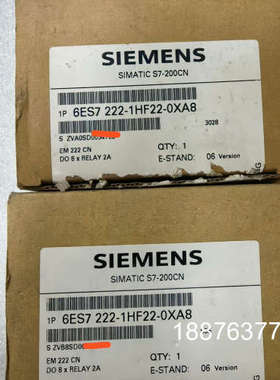 SIEMENS
SIMATIC S7-200CN
1P 6ES7 222-1HF22-0XA8
3028
EM 222 CN
QTY: 1
DO 8 x RELAY 2A
E-STAND: 06 Version
SIEMENS
SIMATIC S7-200CN
1P 6ES7 222-1HF22-0XA8
18876377
EM 222 CN
QTY: 1
DO 8 x RELAY 2A
E-STAND: 06 Version